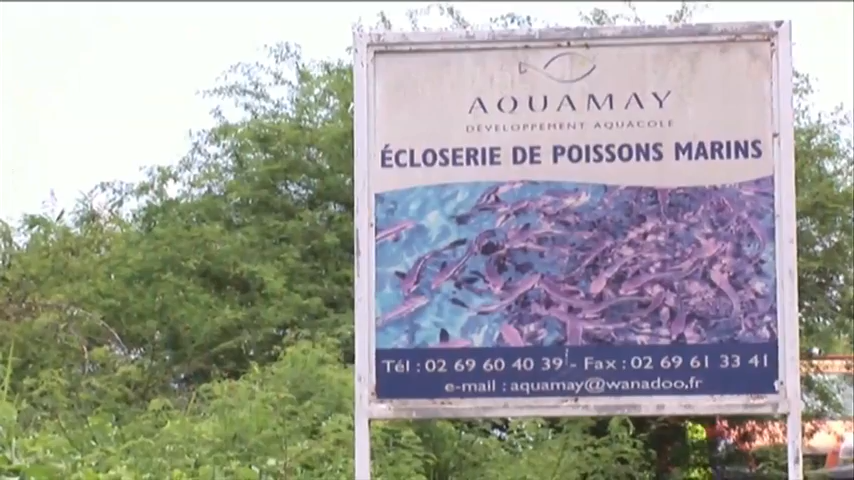 AQUAMAY
DÉVELOPPEMENT AQUACOLE
ÉCLOSERIE DE POISSONS MARINS
Tél : 02 69 60 40 39 - Fax : 02 69 61 33 41
e-mail : aquamay@wanadoo.fr